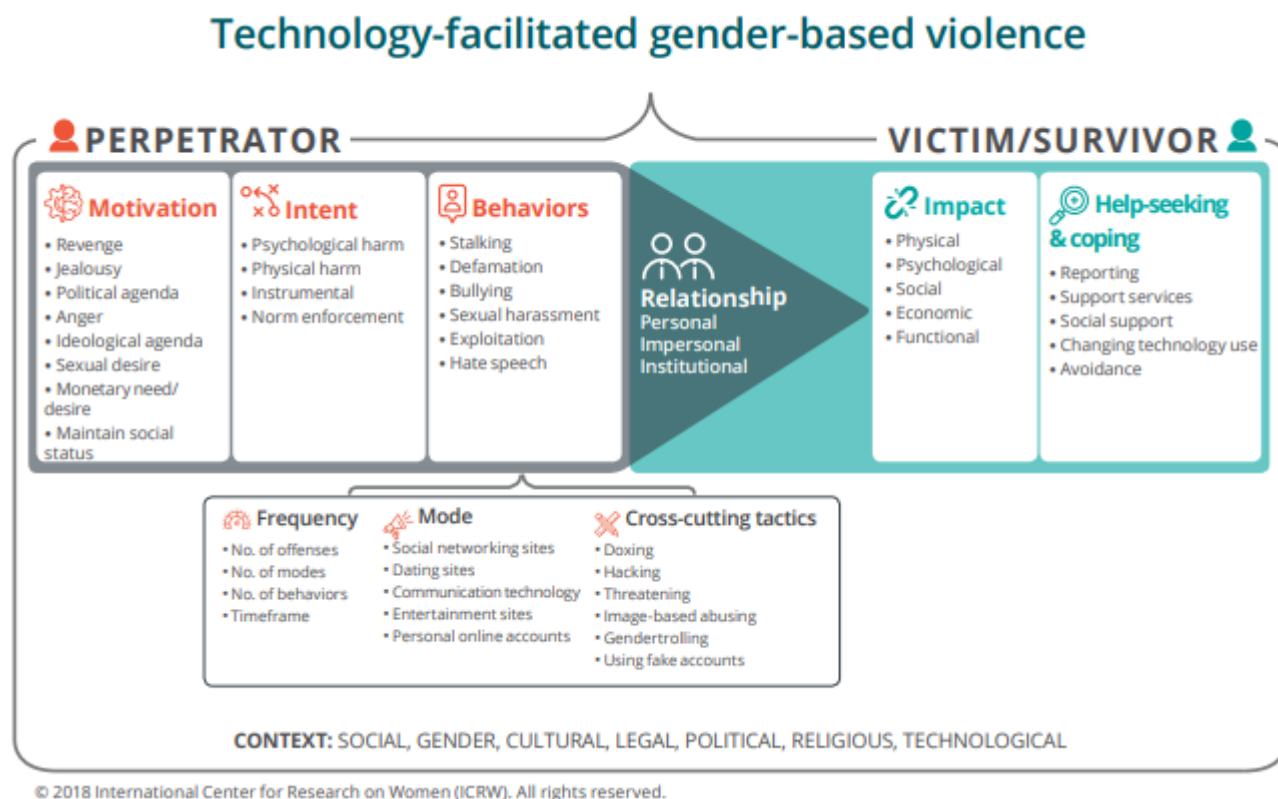 Technology-facilitated gender-based violence
PERPETRATOR
VICTIM/SURVIVOR
Motivation
• Revenge
• Jealousy
• Political agenda
• Anger
• Ideological agenda
• Sexual desire
• Monetary need/
desire
• Maintain social
status
Intent
• Psychological harm
• Physical harm
• Instrumental
• Norm enforcement
Behaviors
• Stalking
• Defamation
• Bullying
• Sexual harassment
• Exploitation
• Hate speech
Relationship
Personal
Impersonal
Institutional
Impact
• Physical
• Psychological
• Social
• Economic
• Functional
Help-seeking
& coping
• Reporting
• Support services
• Social support
• Changing technology use
• Avoidance
Frequency
• No. of offenses
• No. of modes
• No. of behaviors
• Timeframe
Mode
• Social networking sites
• Dating sites
• Communication technology
• Entertainment sites
• Personal online accounts
Cross-cutting tactics
• Doxing
• Hacking
• Threatening
• Image-based abusing
• Gendertrolling
• Using fake accounts
CONTEXT: SOCIAL, GENDER, CULTURAL, LEGAL, POLITICAL, RELIGIOUS, TECHNOLOGICAL
© 2018 International Center for Research on Women (ICRW). All rights reserved.